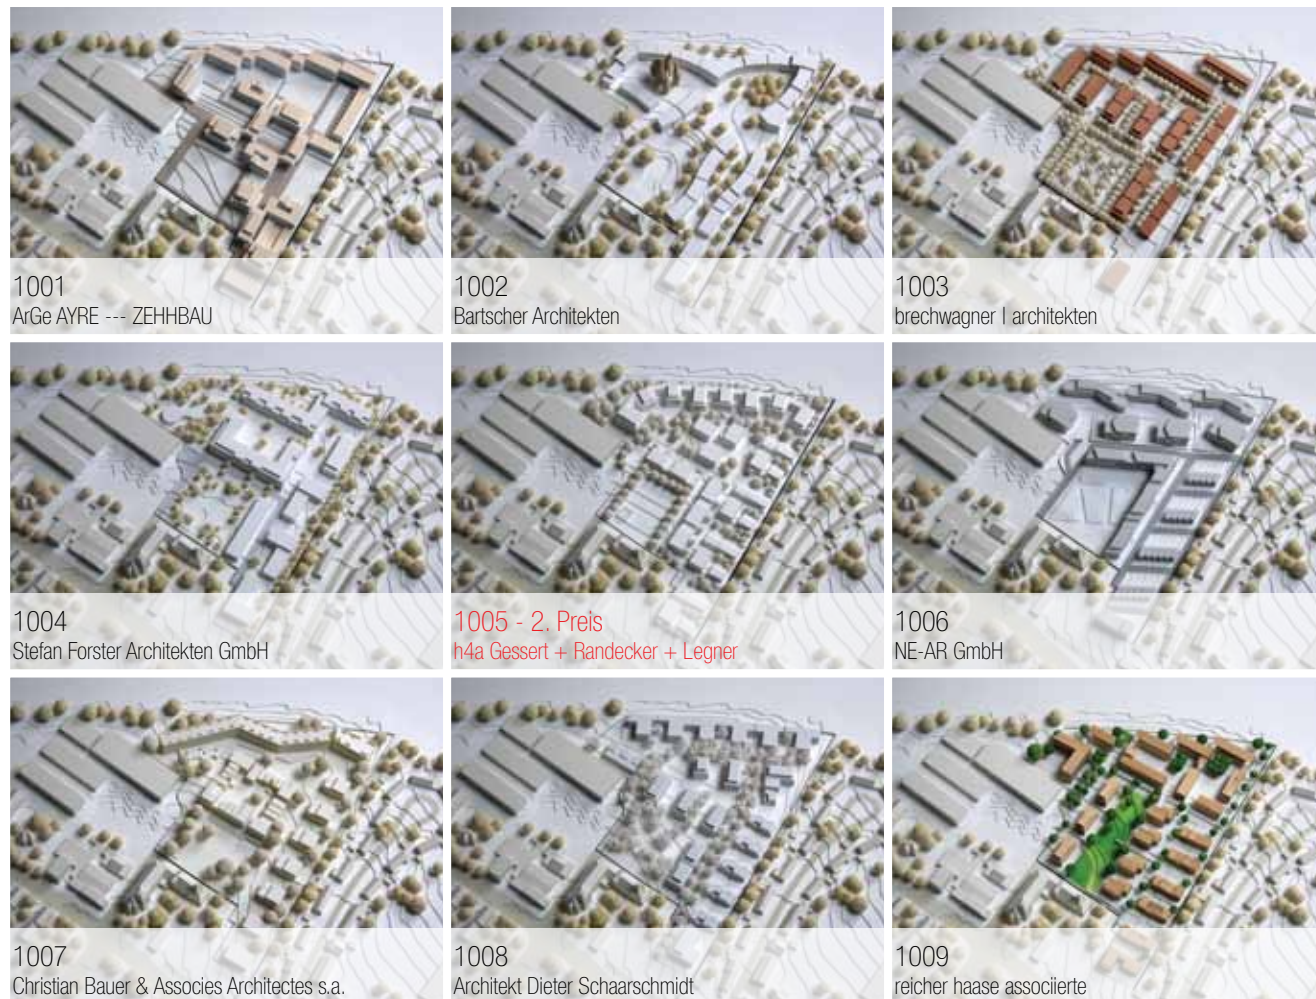 1001
ArGe AYRE --- ZEHHBAU
1002
Bartscher Architekten
1003
brechwagner I architekten
1004
Stefan Forster Architekten GmbH
1005 - 2. Preis
h4a Gessert + Randecker + Legner
1006
NE-AR GmbH
1007
Christian Bauer & Associes Architectes s.a.
1008
Architekt Dieter Schaarschmidt
1009
reicher haase associierte